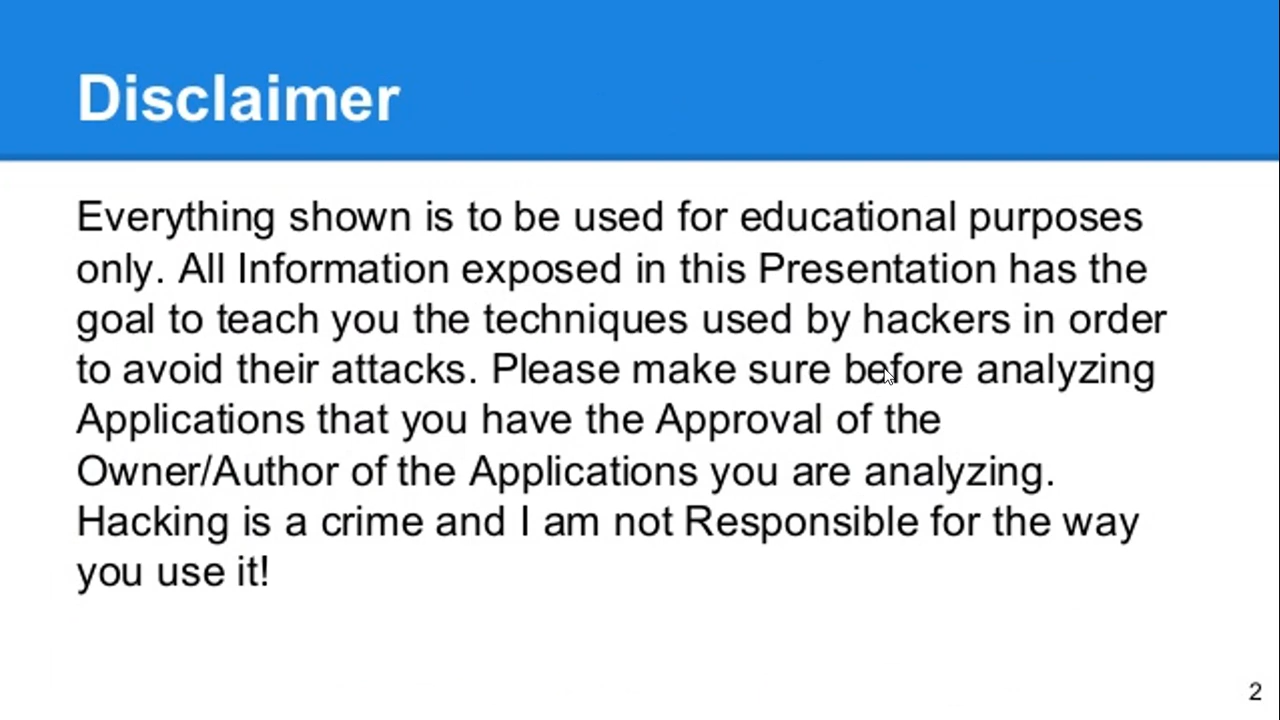 Disclaimer
Everything shown is to be used for educational purposes
only. All Information exposed in this Presentation has the
goal to teach you the techniques used by hackers in order
to avoid their attacks. Please make sure before analyzing
Applications that you have the Approval of the
Owner/Author of the Applications you are analyzing.
Hacking is a crime and I am not Responsible for the way
you use it!
2